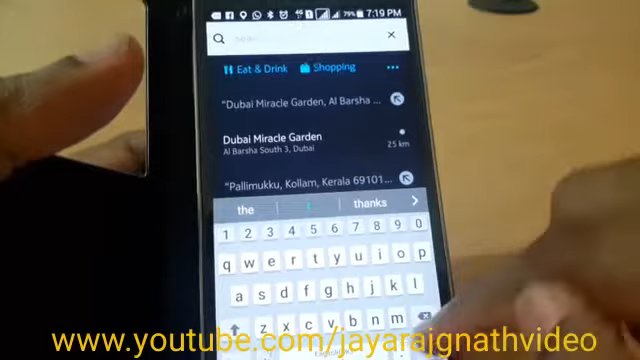 79% 7:19 PM
Eat & Drink Shopping
"Dubai Miracle Garden, Al Barsha ...
Dubai Miracle Garden
Al Barsha South 3, Dubai
25 km
"Pallimukku, Kollam, Kerala 69101...
the i thanks
1 2 3 4 5 6 7 8 9 0
q w e r t y u i o p
a s d f g h j k l
z x c v b n m
www.youtube.com/jayarajgnathvideo